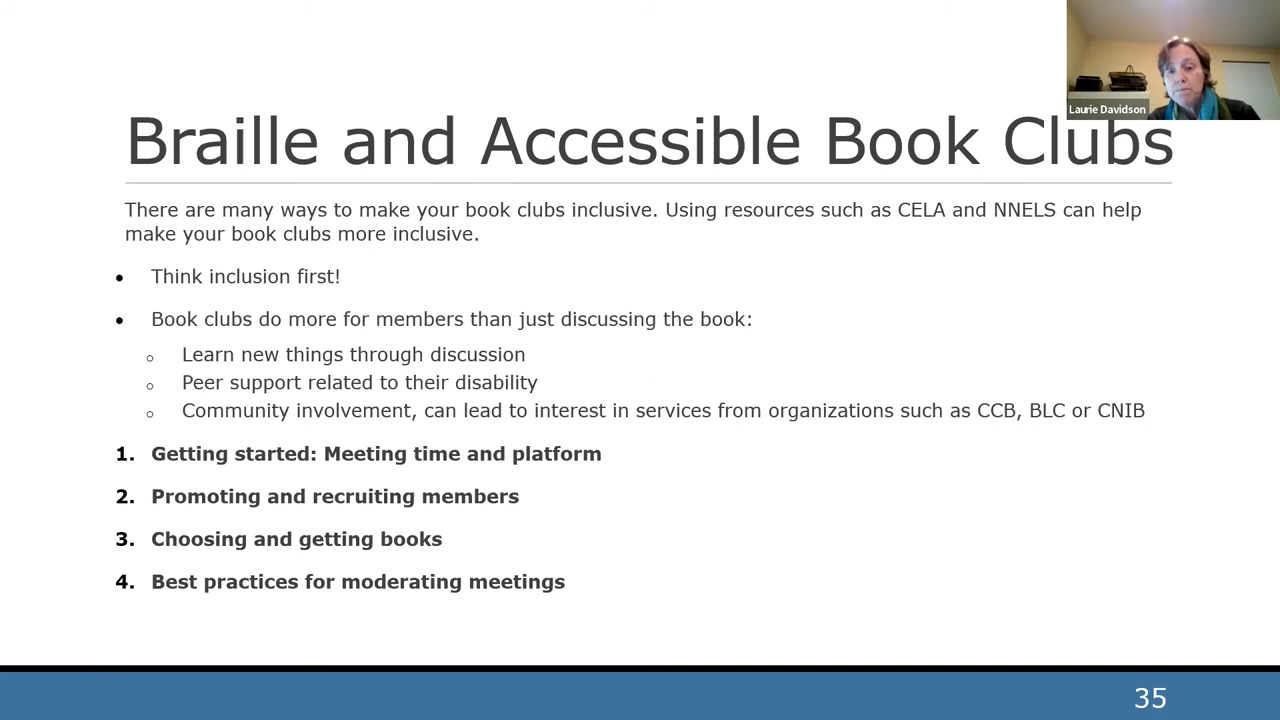 Laurie Davidson
Braille and Accessible Book Clubs
There are many ways to make your book clubs inclusive. Using resources such as CELA and NNELS can help
make your book clubs more inclusive.
• Think inclusion first!
• Book clubs do more for members than just discussing the book:
o Learn new things through discussion
o Peer support related to their disability
o Community involvement, can lead to interest in services from organizations such as CCB, BLC or CNIB
1. Getting started: Meeting time and platform
2. Promoting and recruiting members
3. Choosing and getting books
4. Best practices for moderating meetings
35